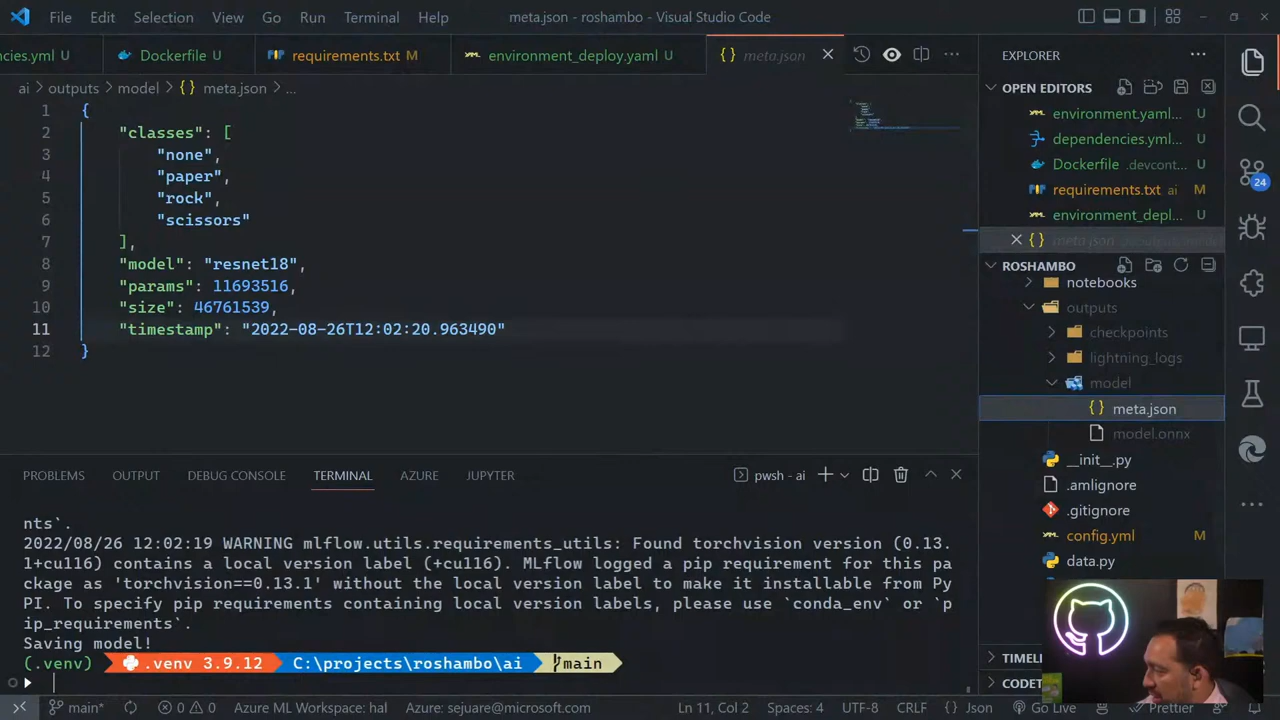 File Edit Selection View Go Run Terminal Help meta.json - roshambo - Visual Studio Code
cies.yml U Dockerfile U requirements.txt M environment_deploy.yaml U meta.json
ai outputs model {} meta.json ...
1 {
2 "classes": [
3 "none",
4 "paper",
5 "rock",
6 "scissors"
7 ],
8 "model": "resnet18",
9 "params": 11693516,
10 "size": 46761539,
11 "timestamp": "2022-08-26T12:02:20.963490"
12 }
PROBLEMS OUTPUT DEBUG CONSOLE TERMINAL AZURE JUPYTER pwsh - ai
nts`.
2022/08/26 12:02:19 WARNING mlflow.utils.requirements_utils: Found torchvision version (0.13.
1+cu116) contains a local version label (+cu116). MLflow logged a pip requirement for this pa
ckage as 'torchvision==0.13.1' without the local version label to make it installable from Py
PI. To specify pip requirements containing local version labels, please use `conda_env` or `p
ip_requirements`.
Saving model!
(.venv) .venv 3.9.12 C:\projects\roshambo\ai main
EXPLORER
OPEN EDITORS
environment.yaml... U
dependencies.yml... U
Dockerfile .devcont... U
requirements.txt ai M
environment_depl... U
meta.json
ROSHAMBO
notebooks
outputs
checkpoints
lightning_logs
model
{} meta.json
model.onnx
__init__.py
.amlignore
.gitignore
config.yml M
data.py
TIMELI
CODET
24
main* 0 0 Azure ML Workspace: hal Azure: sejuare@microsoft.com Ln 11, Col 2 Spaces: 4 UTF-8 CRLF {} Json Go Live Prettier